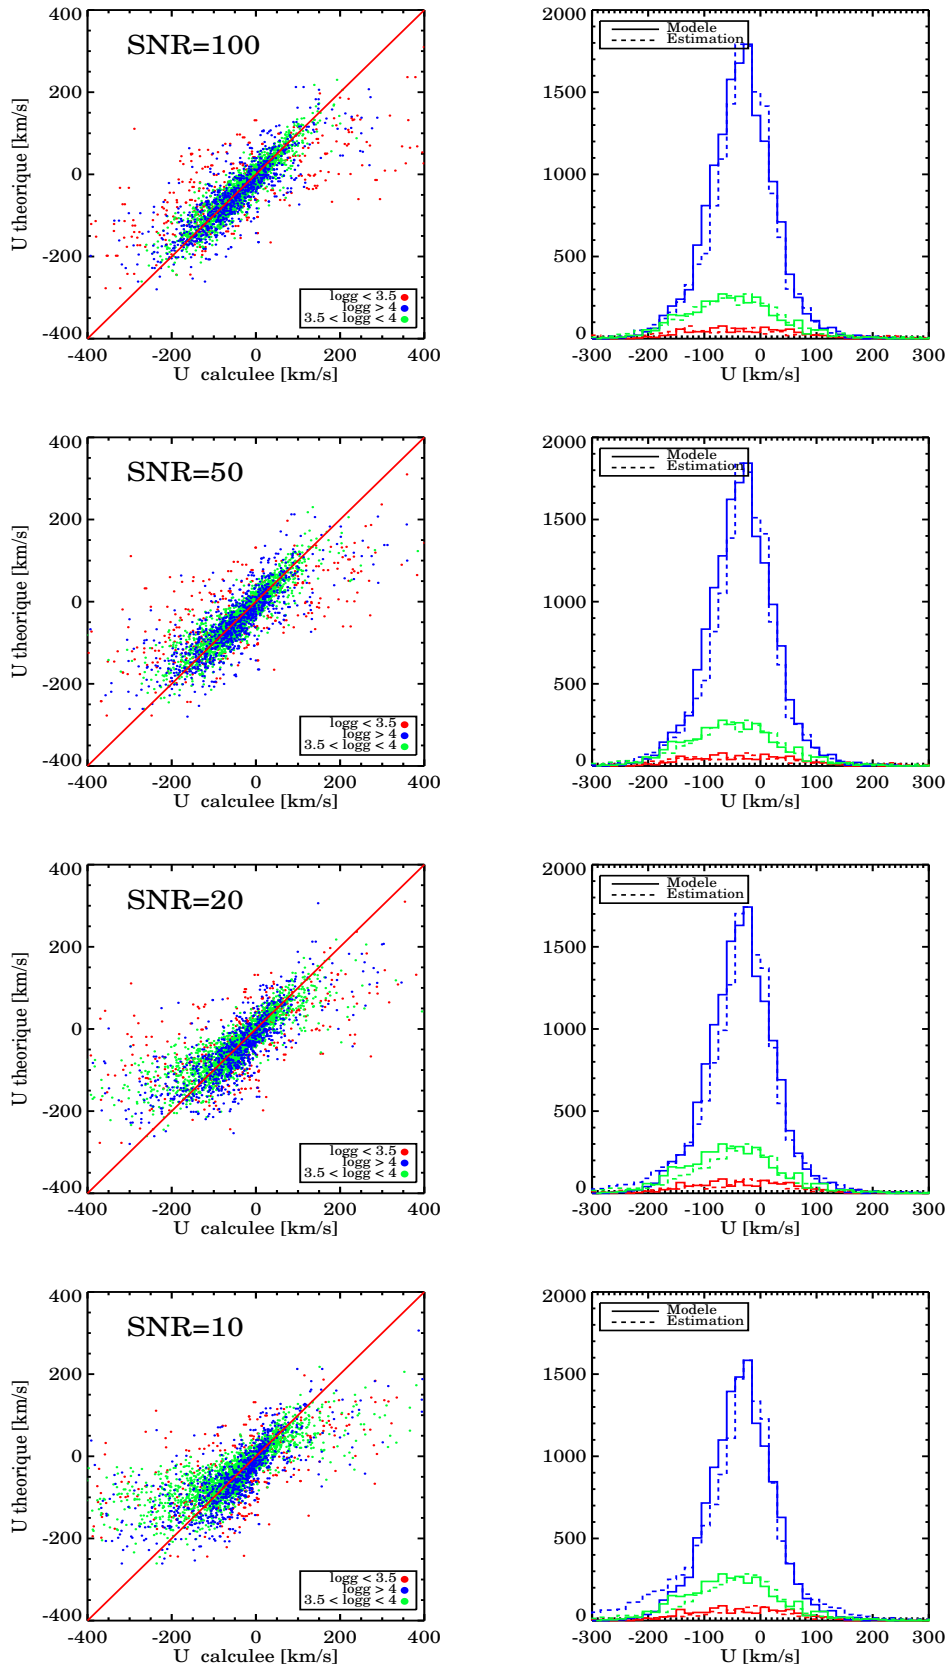 400
200
0
-200
-400
U theorique [km/s]
SNR=100
logg < 3.5
logg > 4
3.5 < logg < 4
-400 -200 0 200 400
U calculee [km/s]
2000
1500
1000
500
0
Modele
Estimation
-300 -200 -100 0 100 200 300
U [km/s]
400
200
0
-200
-400
U theorique [km/s]
SNR=50
logg < 3.5
logg > 4
3.5 < logg < 4
-400 -200 0 200 400
U calculee [km/s]
2000
1500
1000
500
0
Modele
Estimation
-300 -200 -100 0 100 200 300
U [km/s]
400
200
0
-200
-400
U theorique [km/s]
SNR=20
logg < 3.5
logg > 4
3.5 < logg < 4
-400 -200 0 200 400
U calculee [km/s]
2000
1500
1000
500
0
Modele
Estimation
-300 -200 -100 0 100 200 300
U [km/s]
400
200
0
-200
-400
U theorique [km/s]
SNR=10
logg < 3.5
logg > 4
3.5 < logg < 4
-400 -200 0 200 400
U calculee [km/s]
2000
1500
1000
500
0
Modele
Estimation
-300 -200 -100 0 100 200 300
U [km/s]